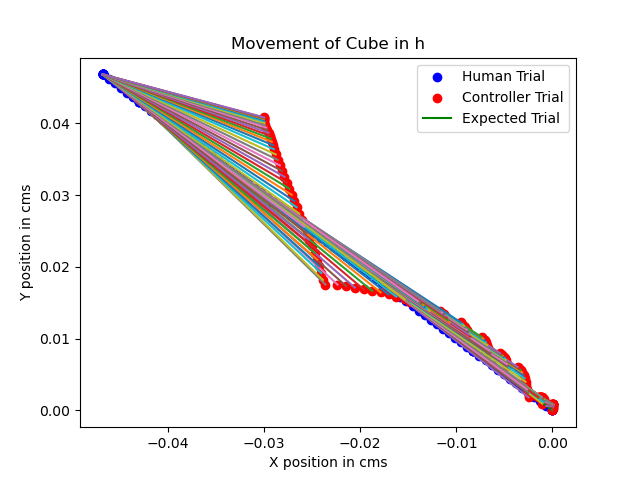 Movement of Cube in h
Human Trial
Controller Trial
Expected Trial
Y position in cms
0.04
0.03
0.02
0.01
0.00
−0.04
−0.03
−0.02
−0.01
0.00
X position in cms